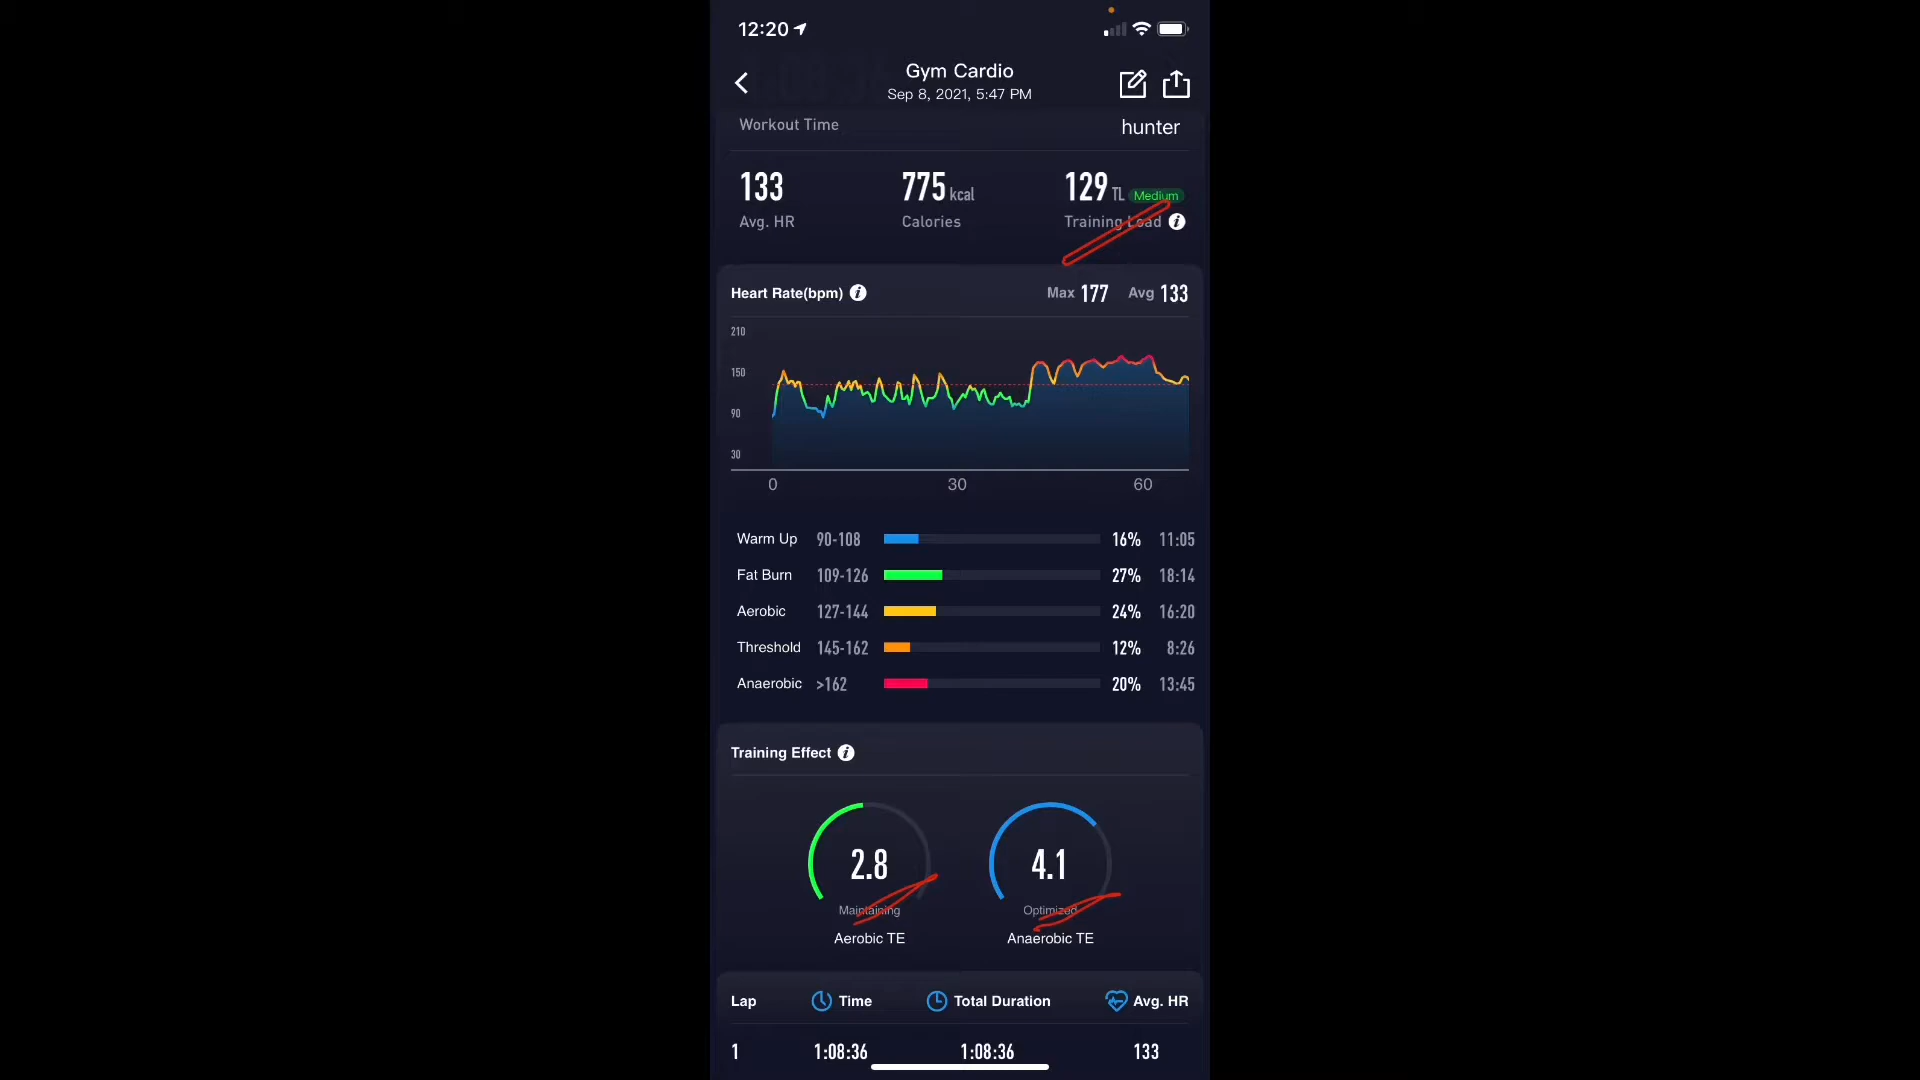 12:20
Gym Cardio
Sep 8, 2021, 5:47 PM
Workout Time hunter
133 775 kcal 129 TL Medium
Avg. HR Calories Training Load
Heart Rate(bpm) Max 177 Avg 133
210
150
90
30
0 30 60
Warm Up 90-108 16% 11:05
Fat Burn 109-126 27% 18:14
Aerobic 127-144 24% 16:20
Threshold 145-162 12% 8:26
Anaerobic >162 20% 13:45
Training Effect
2.8 4.1
Maintaining Optimized
Aerobic TE Anaerobic TE
Lap Time Total Duration Avg. HR
1 1:08:36 1:08:36 133